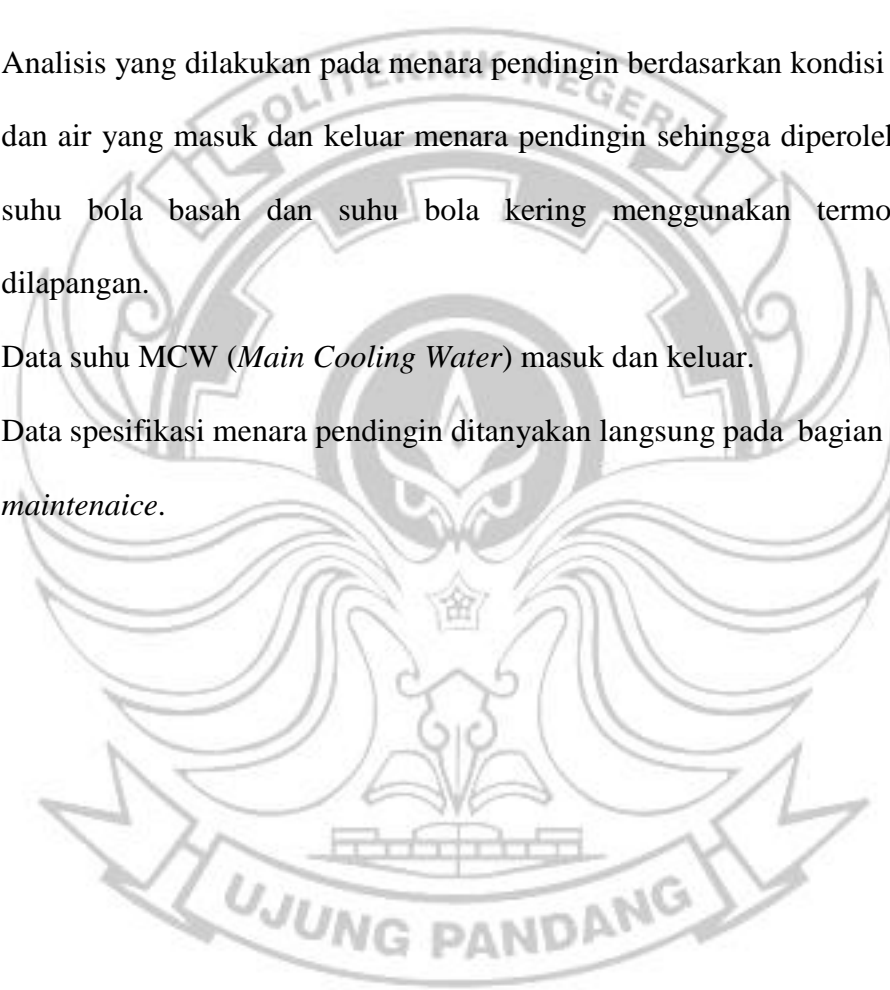 Analisis yang dilakukan pada menara pendingin berdasarkan kondisi
dan air yang masuk dan keluar menara pendingin sehingga diperoleh
suhu bola basah dan suhu bola kering menggunakan termo
dilapangan.
Data suhu MCW (Main Cooling Water) masuk dan keluar.
Data spesifikasi menara pendingin ditanyakan langsung pada bagian
maintenaice.
POLITEKNIK NEGERI
UJUNG PANDANG